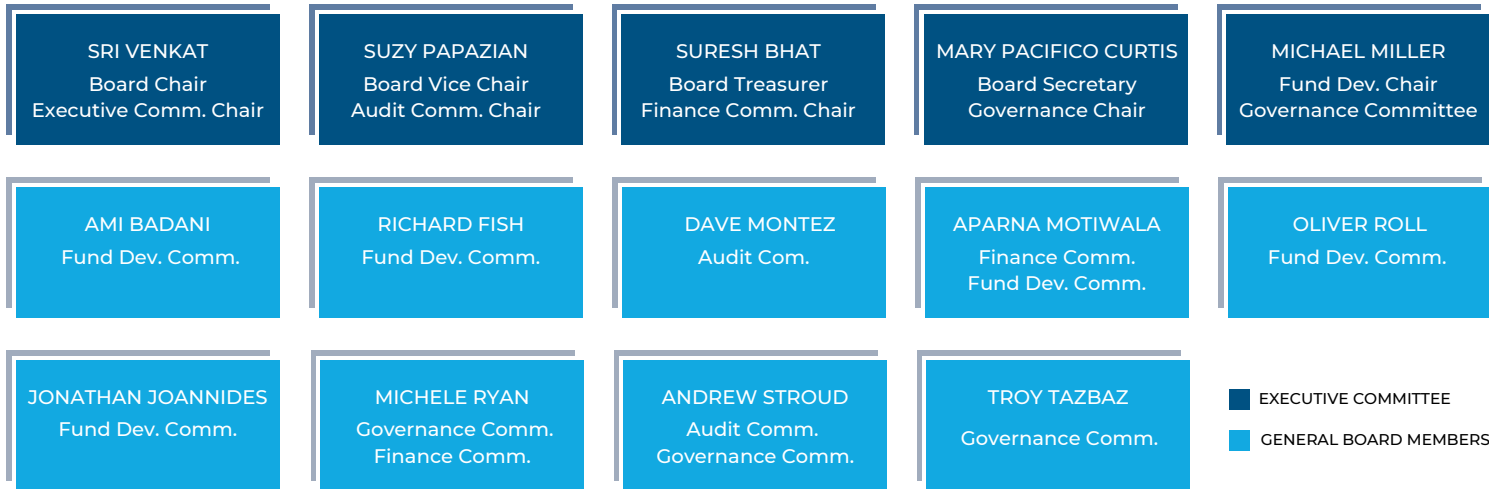 SRI VENKAT
Board Chair
Executive Comm. Chair
SUZY PAPAZIAN
Board Vice Chair
Audit Comm. Chair
SURESH BHAT
Board Treasurer
Finance Comm. Chair
MARY PACIFICO CURTIS
Board Secretary
Governance Chair
MICHAEL MILLER
Fund Dev. Chair
Governance Committee
AMI BADANI
Fund Dev. Comm.
RICHARD FISH
Fund Dev. Comm.
DAVE MONTEZ
Audit Com.
APARNA MOTIWALA
Finance Comm.
Fund Dev. Comm.
OLIVER ROLL
Fund Dev. Comm.
JONATHAN JOANNIDES
Fund Dev. Comm.
MICHELE RYAN
Governance Comm.
Finance Comm.
ANDREW STROUD
Audit Comm.
Governance Comm.
TROY TAZBAZ
Governance Comm.
EXECUTIVE COMMITTEE
GENERAL BOARD MEMBERS